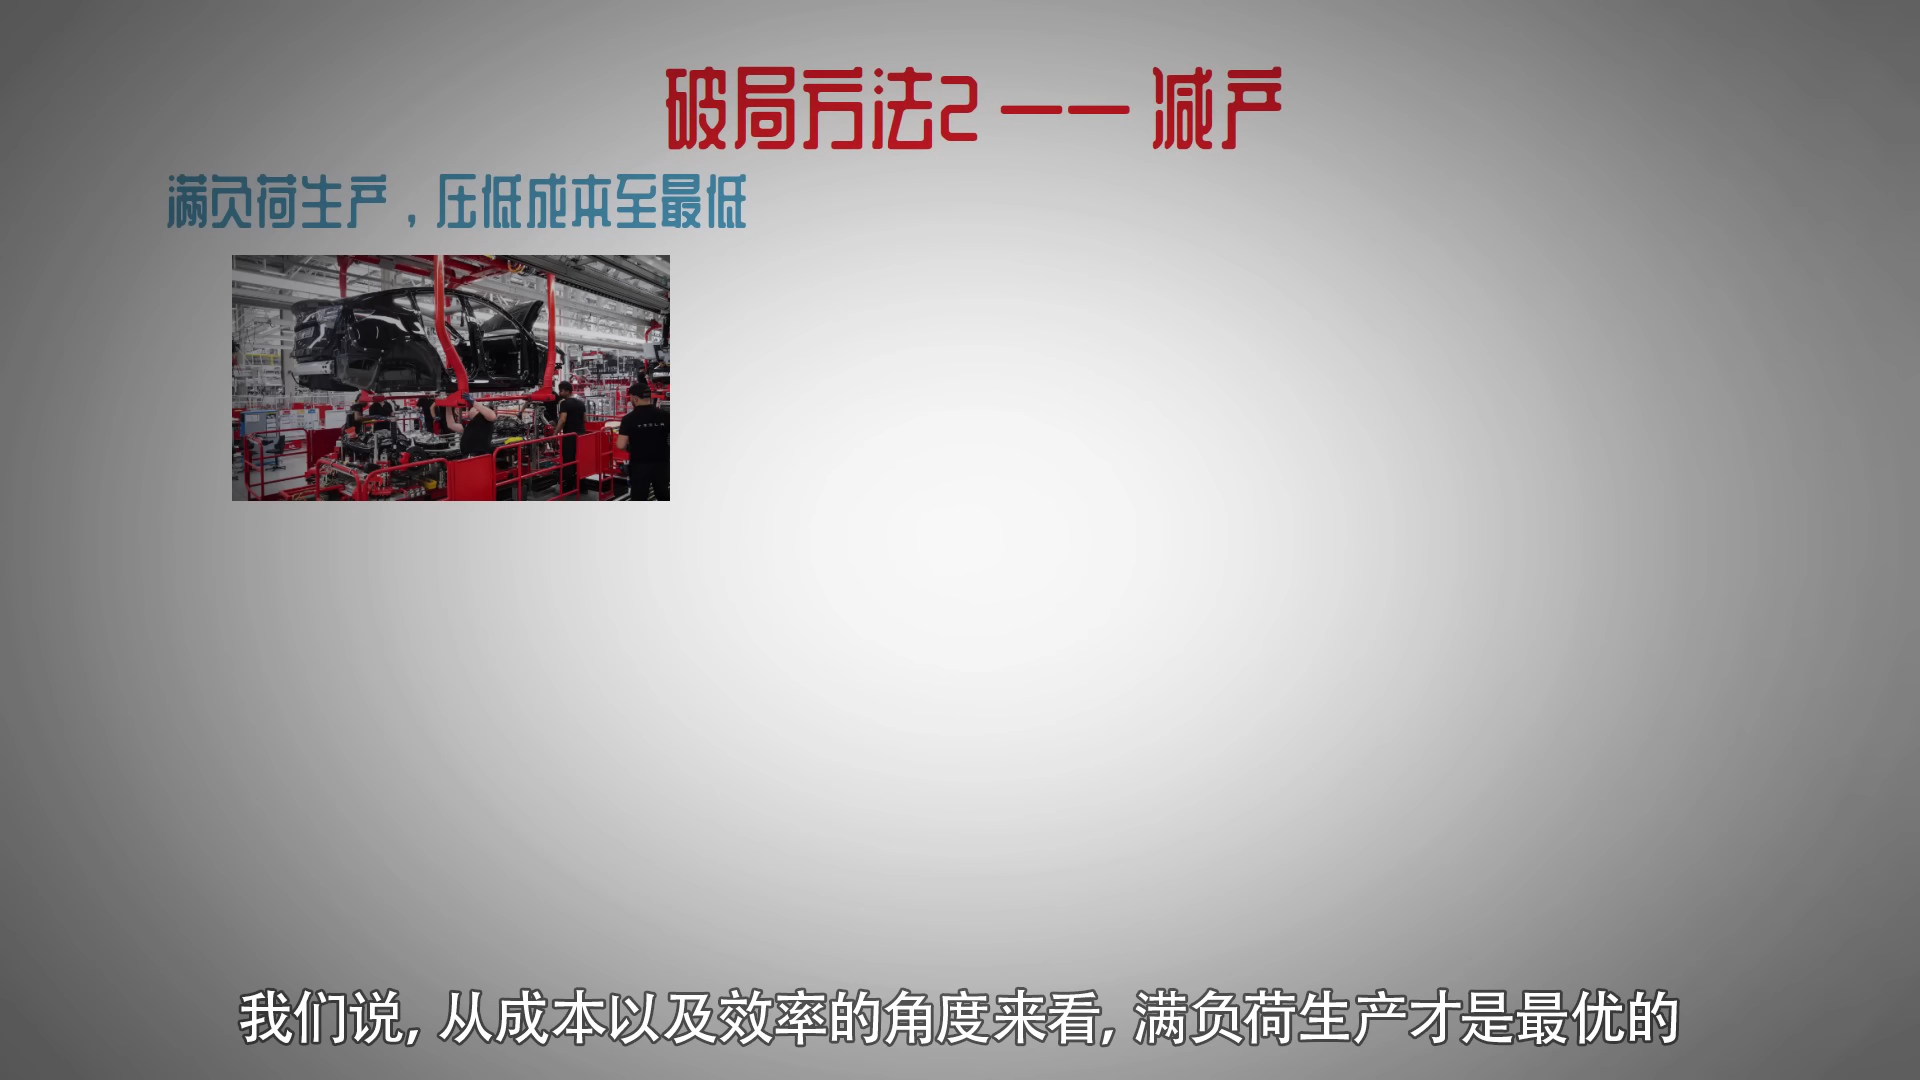 破局方法2 —— 减产
满负荷生产，压低成本至最低
TESLA
我们说, 从成本以及效率的角度来看, 满负荷生产才是最优的